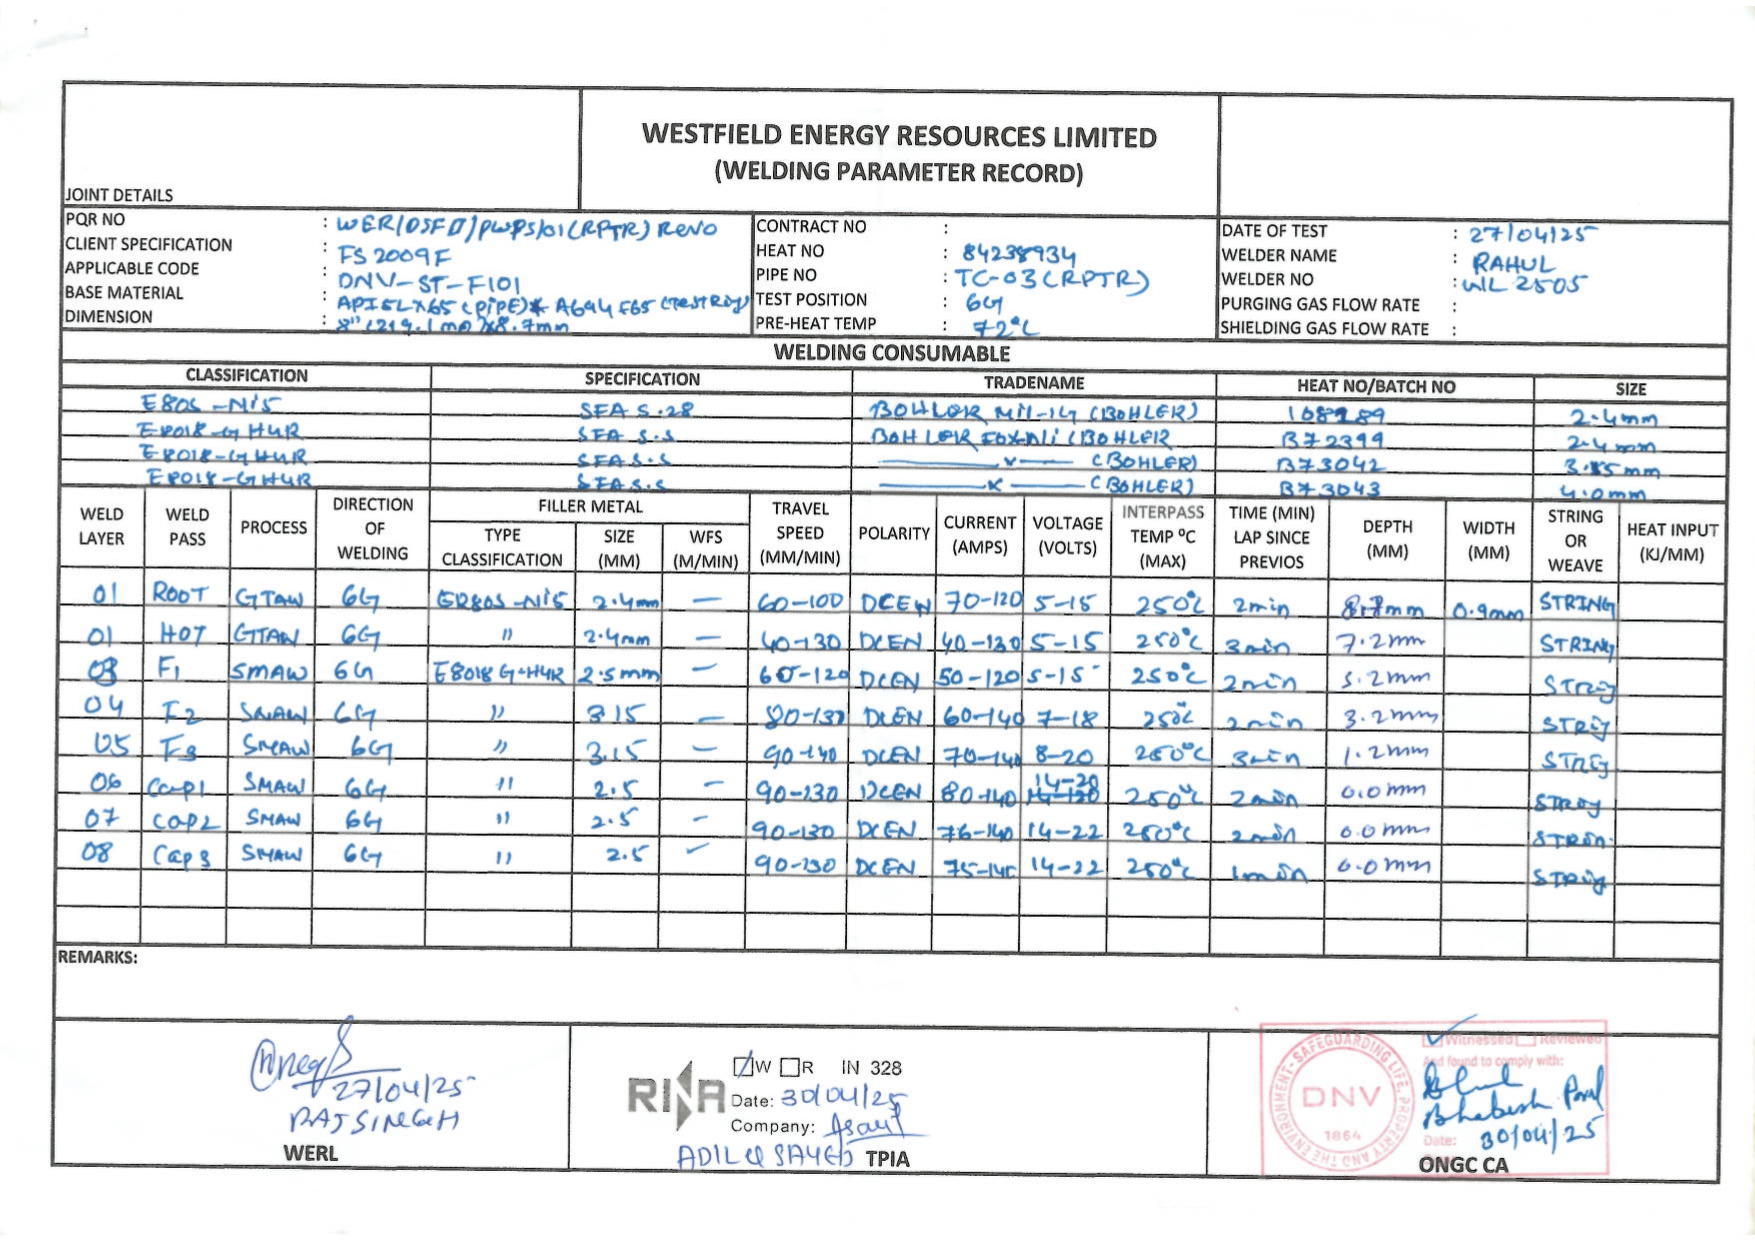 WESTFIELD ENERGY RESOURCES LIMITED
(WELDING PARAMETER RECORD)
JOINT DETAILS
PQR NO : WER/DSF II/PWPS/01(RPTR) Rev0
CLIENT SPECIFICATION : FS 2009F
APPLICABLE CODE : DNV-ST-F101
BASE MATERIAL : API5LX65 (PIPE) * A694 F65
DIMENSION : 8" (219.1 mm) x8.7mm
CONTRACT NO :
HEAT NO : 84238934
PIPE NO : TC-03 (RPTR)
TEST POSITION : 6G
PRE-HEAT TEMP : 72°C
DATE OF TEST : 27/04/25
WELDER NAME : RAHUL
WELDER NO : WL 2505
PURGING GAS FLOW RATE :
SHIELDING GAS FLOW RATE :
WELDING CONSUMABLE
CLASSIFICATION SPECIFICATION TRADENAME HEAT NO/BATCH NO SIZE
E80S-Ni5 SFA 5.28 BOHLER (BOHLER) 2.4mm
E8018-G H4R SFA 5.5 BOHLER (BOHLER B72399 2.4mm
E8018-G H4R SFA 5.5 (BOHLER) B73042 mm
E8018-G H4R SFA 5.5 (BOHLER) B73043 4.0mm
WELD LAYER WELD PASS PROCESS DIRECTION OF WELDING FILLER METAL TYPE CLASSIFICATION SIZE (MM) WFS (M/MIN) TRAVEL SPEED (MM/MIN) POLARITY CURRENT (AMPS) VOLTAGE (VOLTS) INTERPASS TEMP ºC (MAX) TIME (MIN) LAP SINCE PREVIOS DEPTH (MM) WIDTH (MM) STRING OR WEAVE HEAT INPUT (KJ/MM)
01 ROOT GTAW 6G ER80S-Ni5 2.4mm — 60-100 DCEN 70-120 5-15 250°C 2min mm 0.9mm STRING
01 HOT GTAW 6G " 2.4mm — 40-130 DCEN 40-130 5-15 250°C 3min 7.2mm STRING
03 F1 SMAW 6G E8018 G-H4R 2.5mm — 60-120 DCEN 50-120 5-15 250°C 2min 5.2mm String
04 F2 SMAW 6G " 3.15 — 80-130 DCEN 60-140 7-18 250°C 2min 3.2mm String
05 F3 SMAW 6G " 3.15 — 90-140 DCEN 70-140 8-20 250°C 3min 1.2mm String
06 Cap1 SMAW 6G " 2.5 — 90-130 DCEN 80-140 14-20 250°C 2min 0.0mm String
07 Cap2 SMAW 6G " 2.5 - 90-130 DCEN 76-140 14-22 250°C 2min 0.0mm String
08 Cap3 SMAW 6G " 2.5 - 90-130 DCEN 75-140 14-22 250°C 1min 0.0mm String
REMARKS:
27/04/25
RAJ SINGH
WERL
RINA
W R IN 328
Date: 30/04/25
Company:
ADIL SAYED TPIA
SAFEGUARDING LIFE, PROPERTY AND THE ENVIRONMENT
DNV
1864
Witnessed Reviewed
And found to comply with:
Bhabesh Paul
Date: 30/04/25
ONGC CA